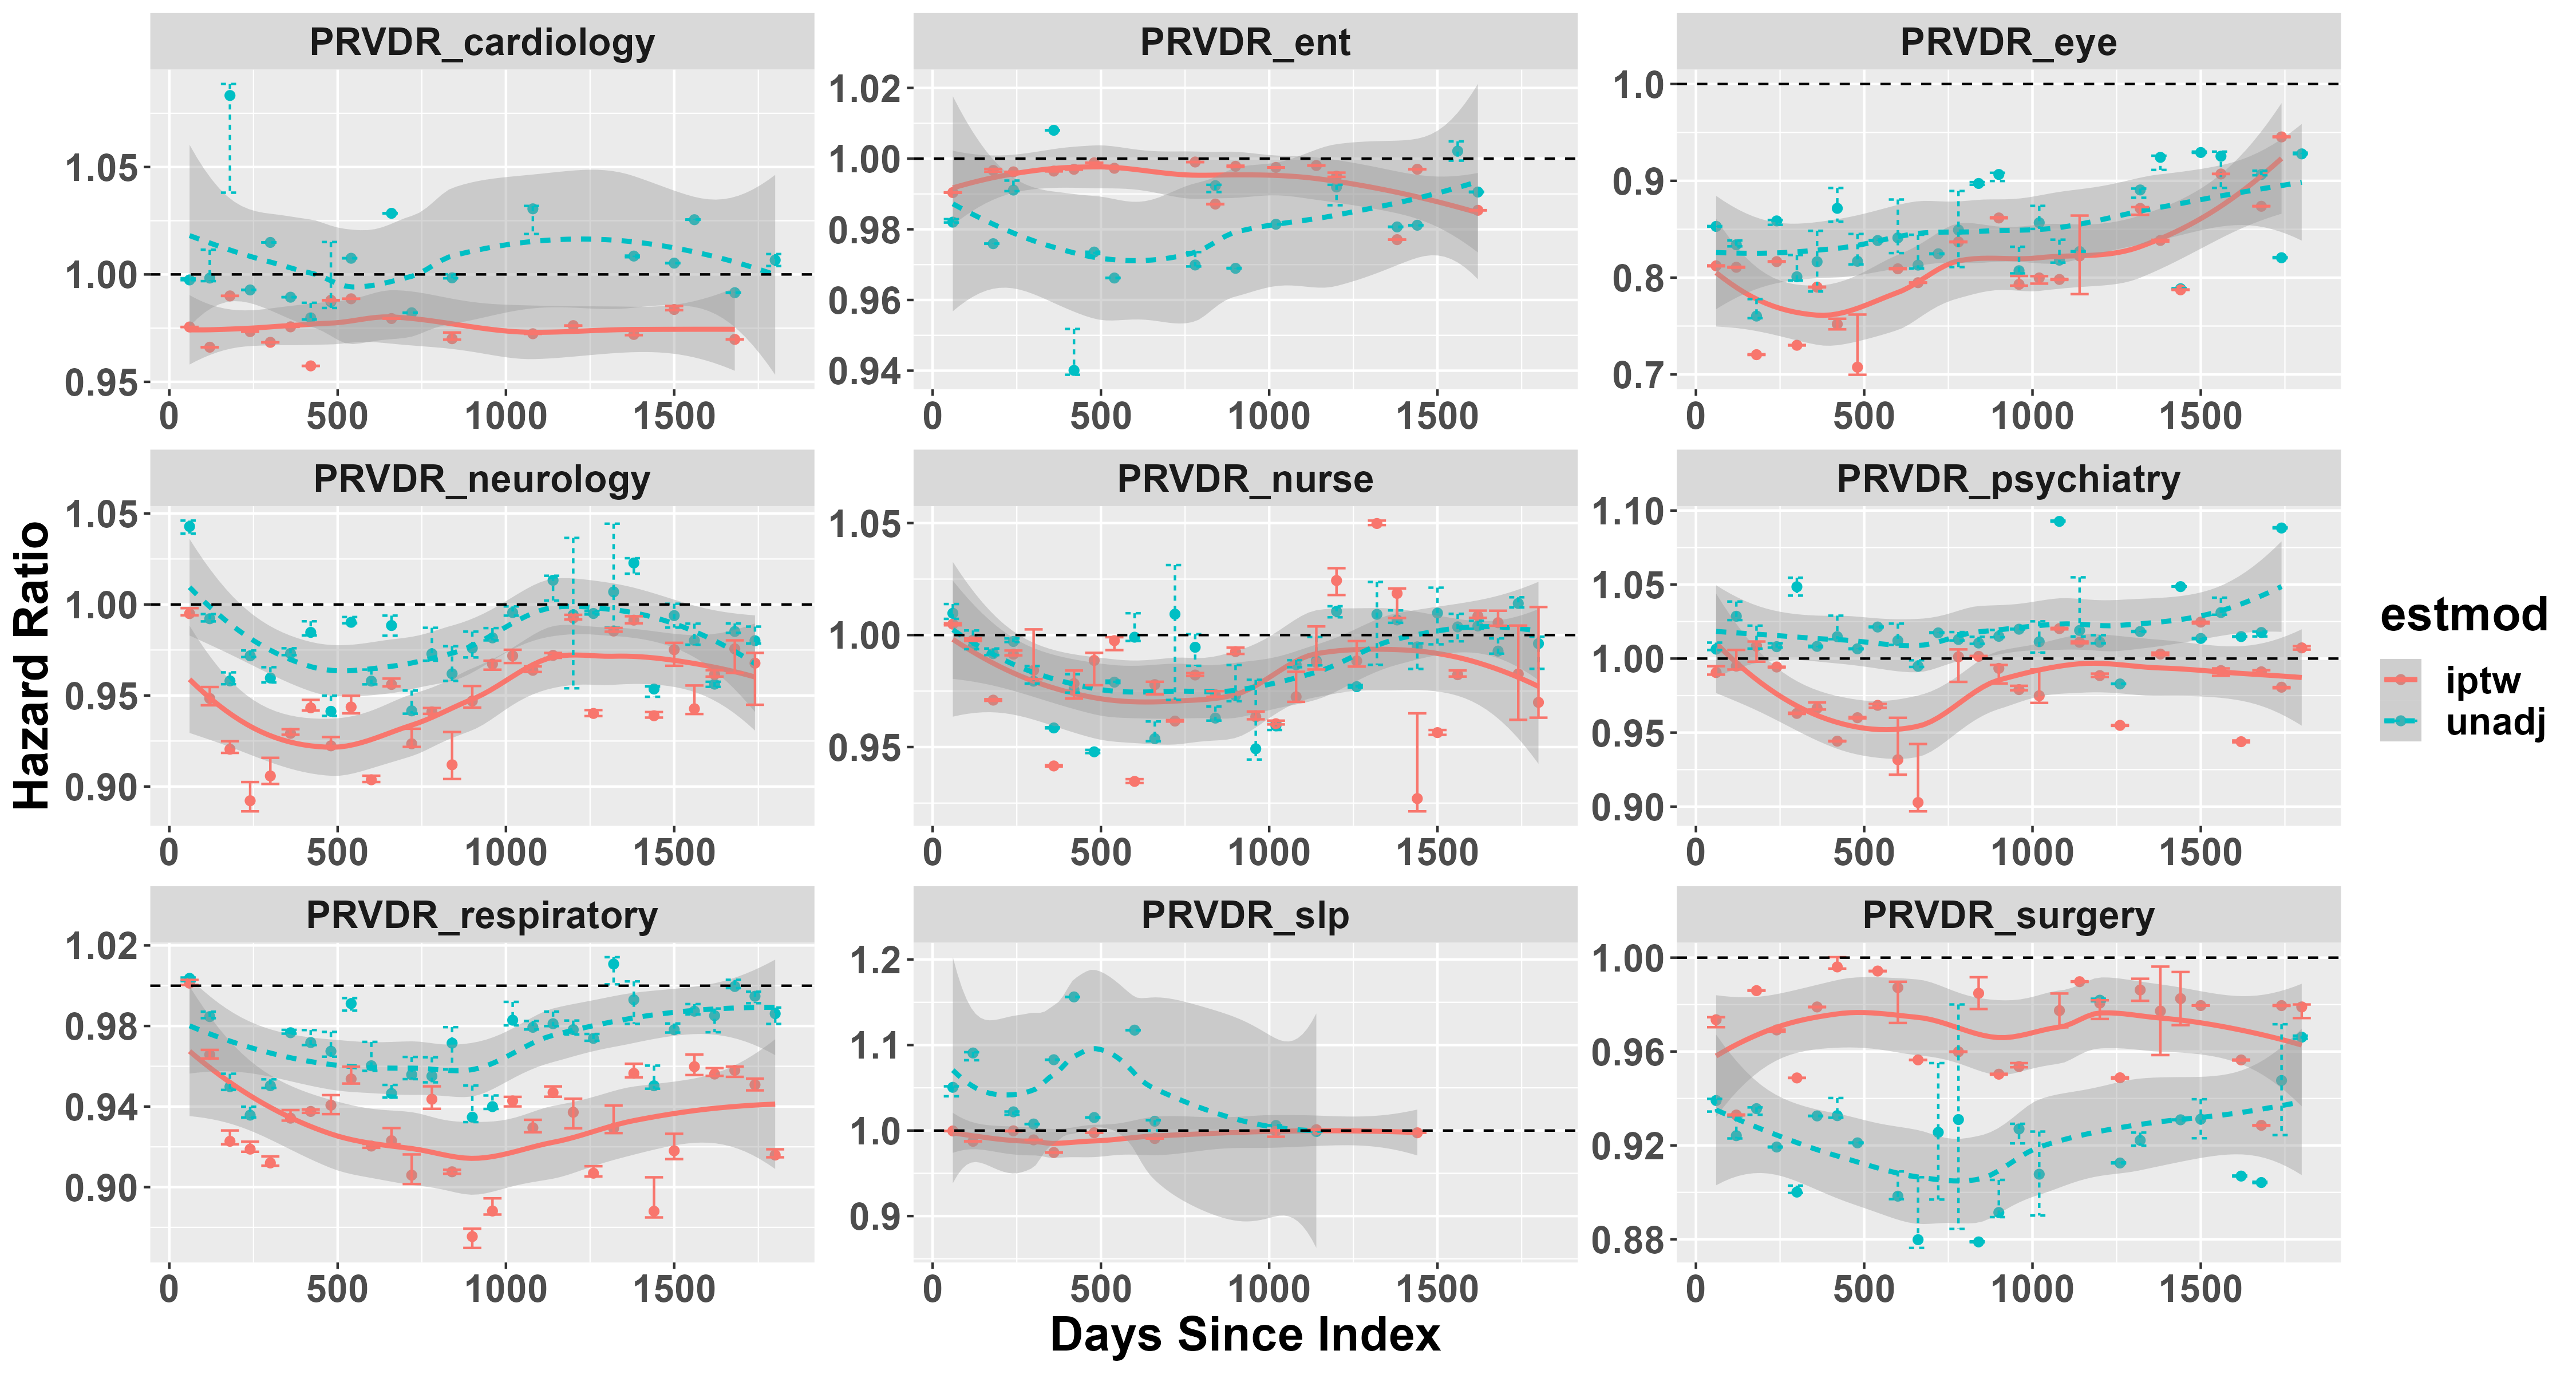 PRVDR_cardiology
PRVDR_ent
PRVDR_eye
1.05
1.00
0.95
1.02
1.00
0.98
0.96
0.94
1.0
0.9
0.8
0.7
0 500 1000 1500
0 500 1000 1500
0 500 1000 1500
PRVDR_neurology
PRVDR_nurse
PRVDR_psychiatry
1.05
1.00
0.95
0.90
1.05
1.00
0.95
1.10
1.05
1.00
0.95
0.90
0 500 1000 1500
0 500 1000 1500
0 500 1000 1500
PRVDR_respiratory
PRVDR_slp
PRVDR_surgery
1.02
0.98
0.94
0.90
1.2
1.1
1.0
0.9
1.00
0.96
0.92
0.88
0 500 1000 1500
0 500 1000 1500
0 500 1000 1500
Hazard Ratio
Days Since Index
estmod
iptw
unadj